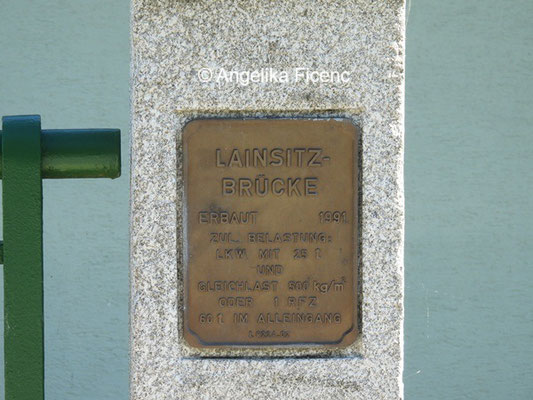 © Angelika Ficenc
LAINSITZ-
BRÜCKE
ERBAUT 1991
ZUL. BELASTUNG:
LKW MIT 25 t
UND
GLEICHLAST 500 kg/m²
ODER 1 RFZ
60 t IM ALLEINGANG